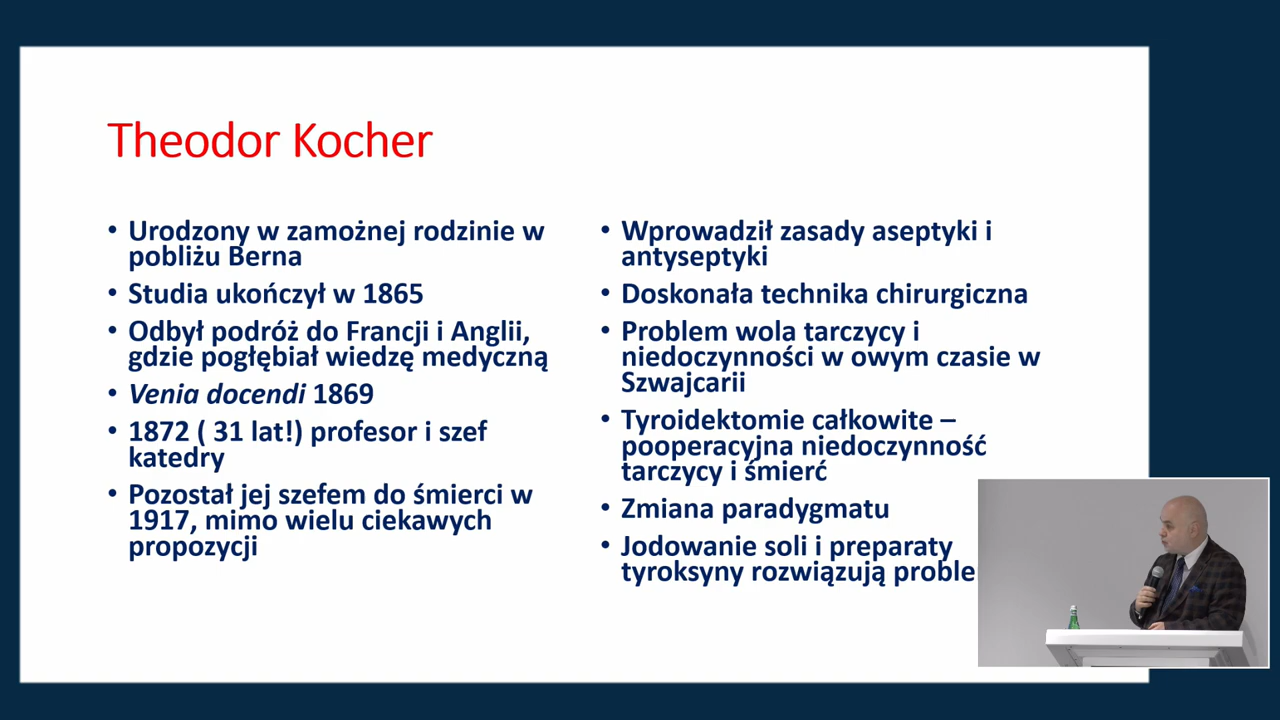 Theodor Kocher
• Urodzony w zamożnej rodzinie w
pobliżu Berna
• Studia ukończył w 1865
• Odbył podróż do Francji i Anglii,
gdzie pogłębiał wiedzę medyczną
• Venia docendi 1869
• 1872 ( 31 lat!) profesor i szef
katedry
• Pozostał jej szefem do śmierci w
1917, mimo wielu ciekawych
propozycji
• Wprowadził zasady aseptyki i
antyseptyki
• Doskonała technika chirurgiczna
• Problem wola tarczycy i
niedoczynności w owym czasie w
Szwajcarii
• Tyroidektomie całkowite –
pooperacyjna niedoczynność
tarczycy i śmierć
• Zmiana paradygmatu
• Jodowanie soli i preparaty
tyroksyny rozwiązują proble